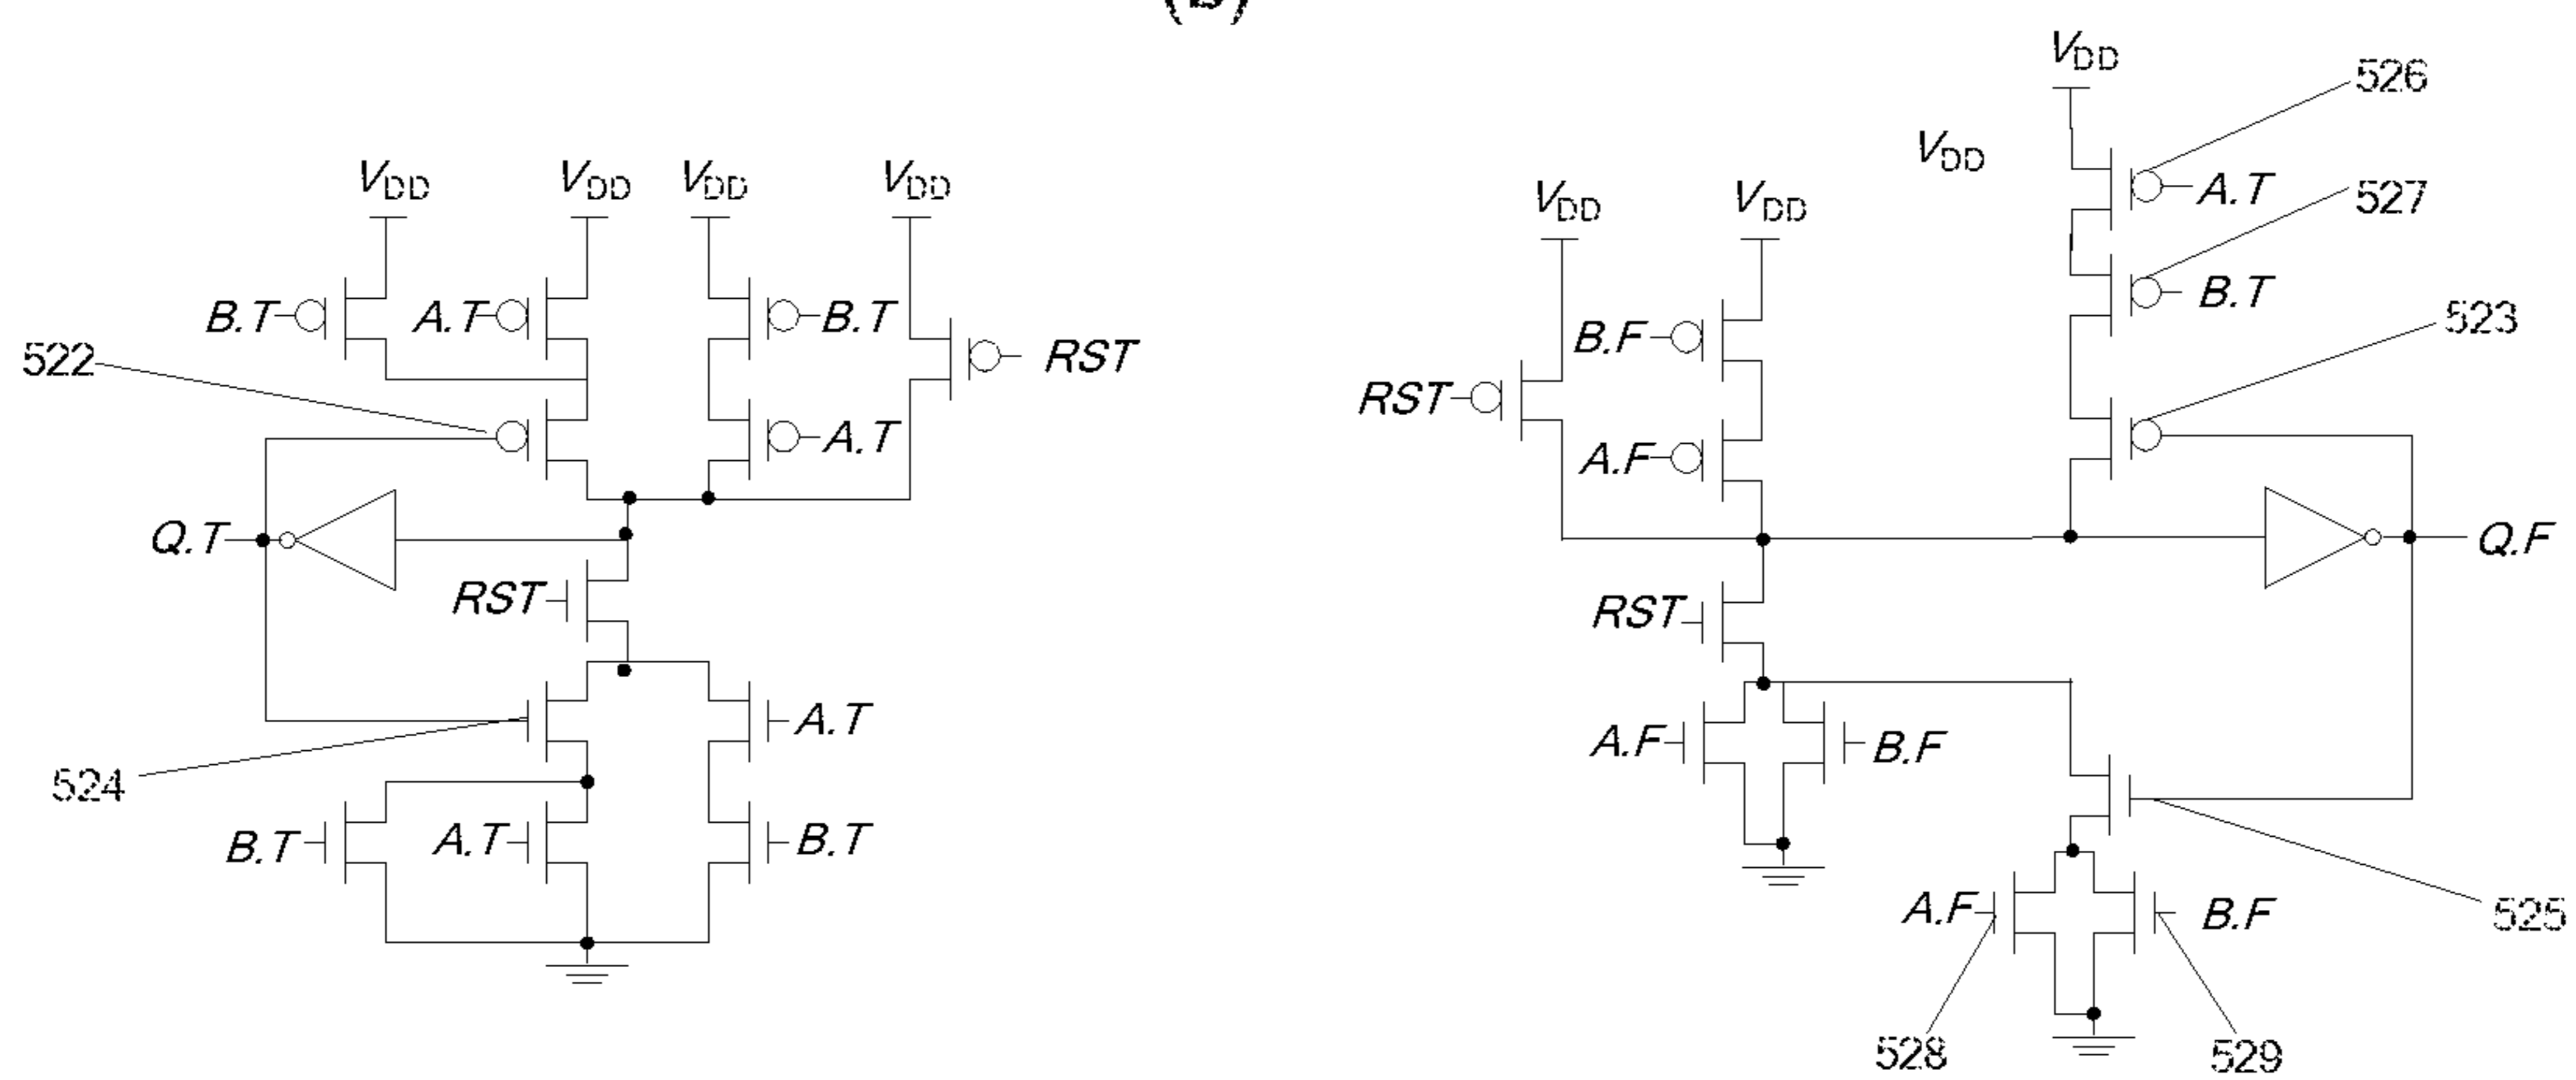 (b)
VDD
526
VDD
A.T
527
VDD VDD VDD VDD
VDD VDD
B.T
B.T A.T B.T
523
522
RST
B.F
RST
A.T
A.F
Q.T
Q.F
RST
RST
A.T
A.F B.F
524
B.T A.T B.T
A.F B.F
525
528 529